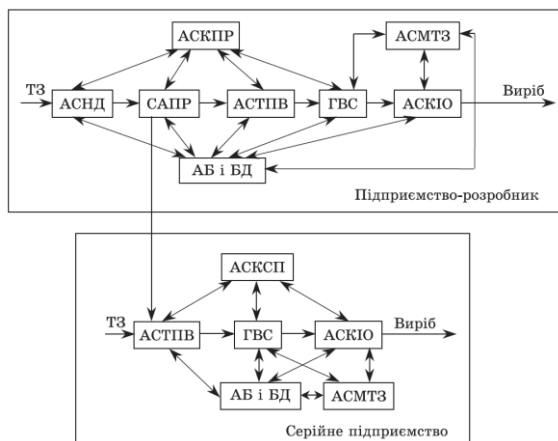 АСКПР
АСМТЗ
ТЗ
АСНД
САПР
АСТПВ
ГВС
АСКІО
Виріб
АБ і БД
Підприємство-розробник
АСКСП
ТЗ
АСТПВ
ГВС
АСКІО
Виріб
АБ і БД
АСМТЗ
Серійне підприємство